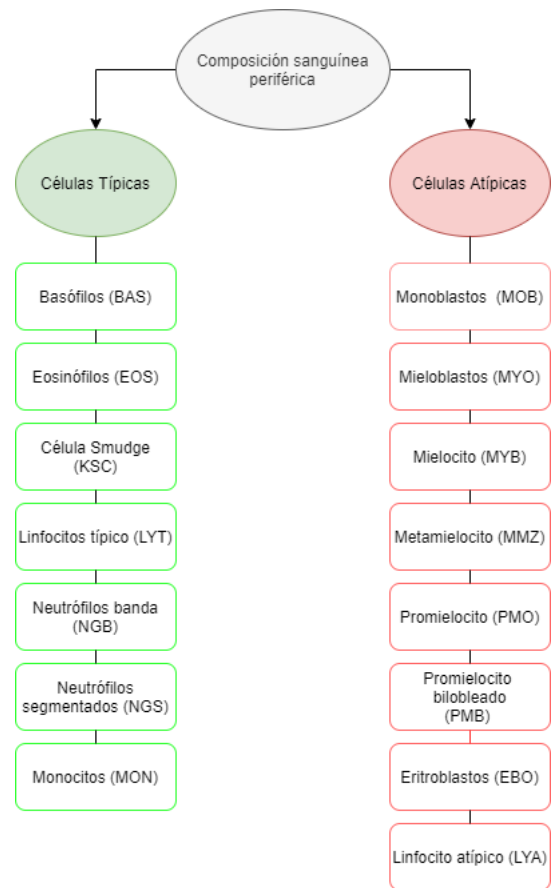 Composición sanguínea
periférica
Células Típicas
Células Atípicas
Basófilos (BAS)
Eosinófilos (EOS)
Célula Smudge
(KSC)
Linfocitos típico (LYT)
Neutrófilos banda
(NGB)
Neutrófilos
segmentados (NGS)
Monocitos (MON)
Monoblastos  (MOB)
Mieloblastos (MYO)
Mielocito (MYB)
Metamielocito (MMZ)
Promielocito (PMO)
Promielocito
bilobleado
(PMB)
Eritroblastos (EBO)
Linfocito atípico (LYA)